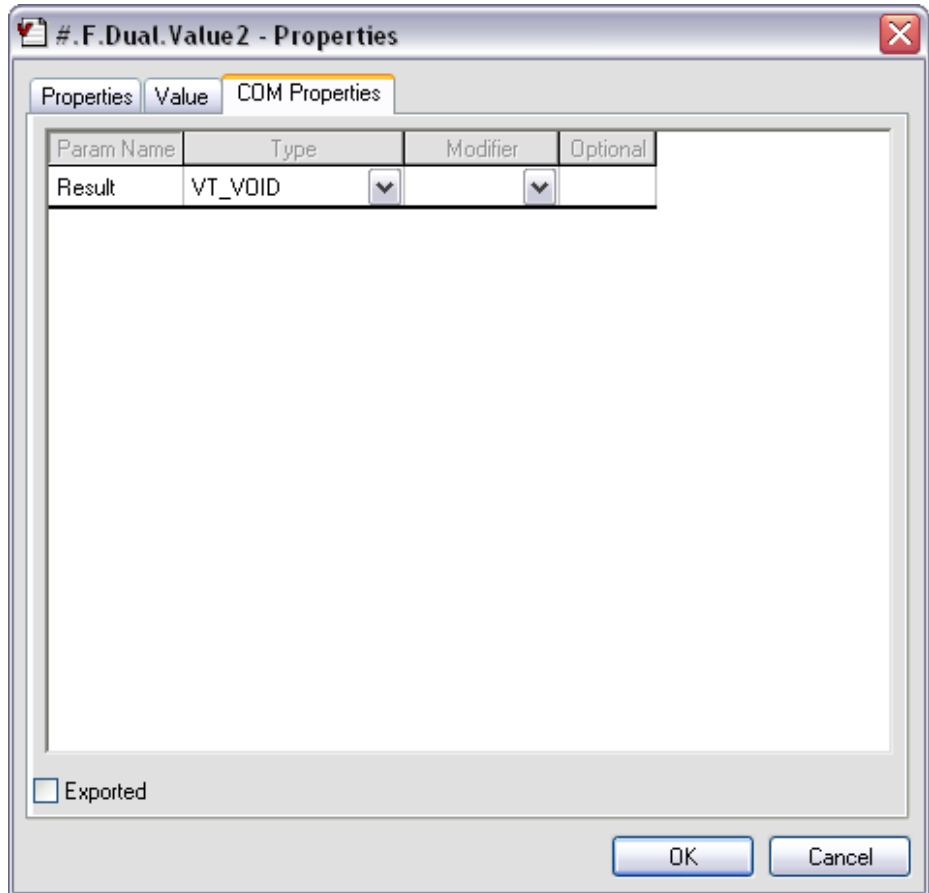 #.F.Dual.Value2 - Properties
Properties Value COM Properties
Param Name Type Modifier Optional
Result VT_VOID
Exported
OK Cancel